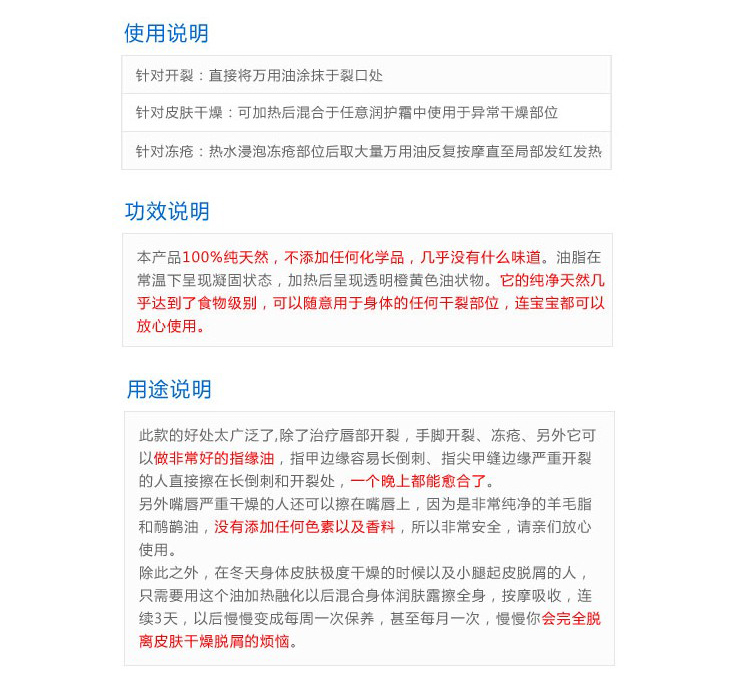 使用说明
针对开裂：直接将万用油涂抹于裂口处
针对皮肤干燥：可加热后混合于任意润护霜中使用于异常干燥部位
针对冻疮：热水浸泡冻疮部位后取大量万用油反复按摩直至局部发红发热
功效说明
本产品100%纯天然，不添加任何化学品，几乎没有什么味道。油脂在
常温下呈现凝固状态，加热后呈现透明橙黄色油状物。它的纯净天然几
乎达到了食物级别，可以随意用于身体的任何干裂部位，连宝宝都可以
放心使用。
用途说明
此款的好处太广泛了,除了治疗唇部开裂，手脚开裂、冻疮、另外它可
以做非常好的指缘油，指甲边缘容易长倒刺、指尖甲缝边缘严重开裂
的人直接擦在长倒刺和开裂处，一个晚上都能愈合了。
另外嘴唇严重干燥的人还可以擦在嘴唇上，因为是非常纯净的羊毛脂
和鸸鹋油，没有添加任何色素以及香料，所以非常安全，请亲们放心
使用。
除此之外，在冬天身体皮肤极度干燥的时候以及小腿起皮脱屑的人，
只需要用这个油加热融化以后混合身体润肤露擦全身，按摩吸收，连
续3天，以后慢慢变成每周一次保养，甚至每月一次，慢慢你会完全脱
离皮肤干燥脱屑的烦恼。